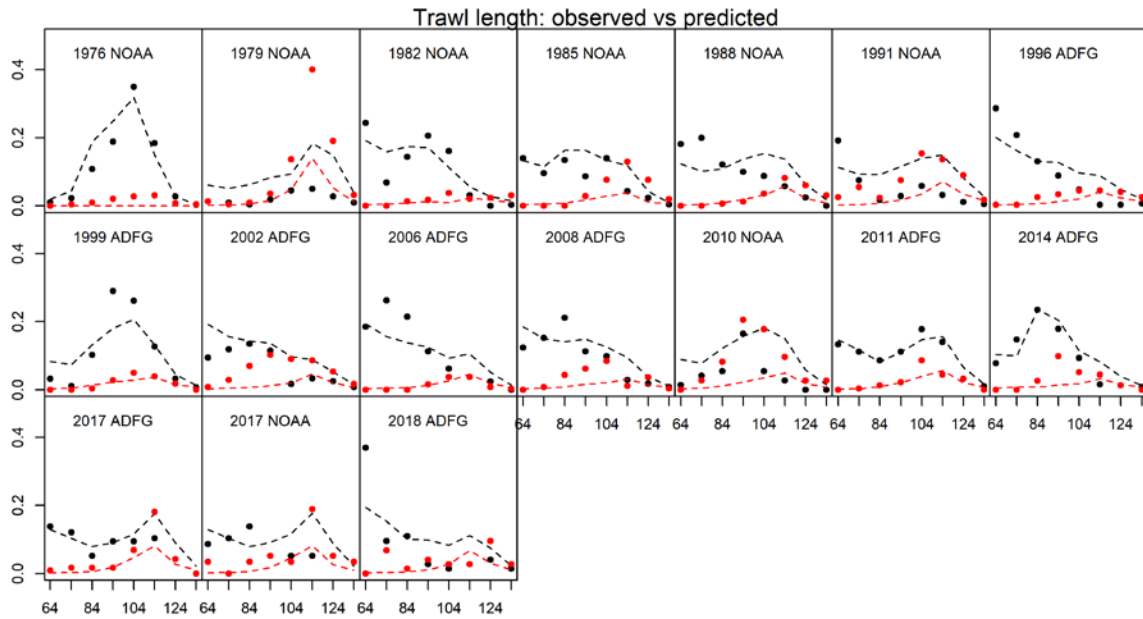 Trawl length: observed vs predicted
1976 NOAA 1979 NOAA 1982 NOAA 1985 NOAA 1988 NOAA 1991 NOAA 1996 ADFG
0.4
0.2
0.0
1999 ADFG 2002 ADFG 2006 ADFG 2008 ADFG 2010 NOAA 2011 ADFG 2014 ADFG
0.4
0.2
0.0
2017 ADFG 2017 NOAA 2018 ADFG
64 84 104 124 64 84 104 124
0.4
0.2
0.0
64 84 104 124 64 84 104 124 64 84 104 124 64 84 104 124 64 84 104 124